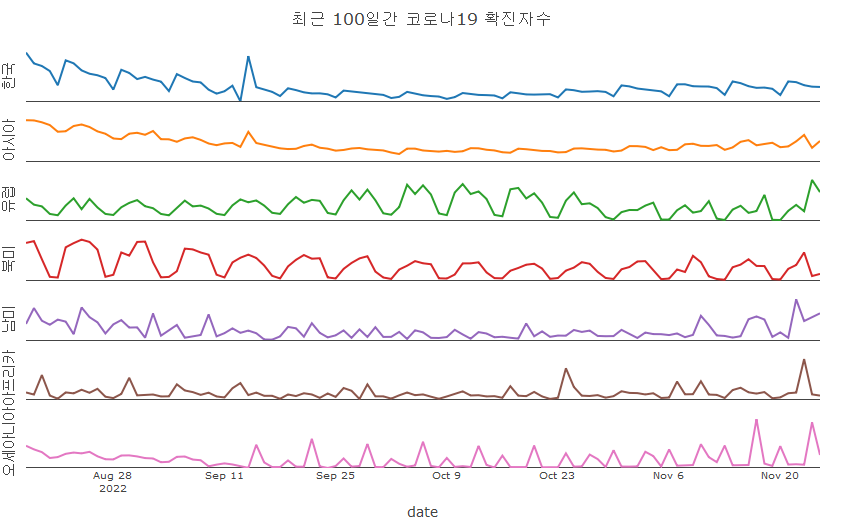 최근 100일간 코로나19 확진자수
한국
아시아
유럽
북미
남미
아프리카
오세아니아
Aug 28
2022
Sep 11
Sep 25
Oct 9
Oct 23
Nov 6
Nov 20
date